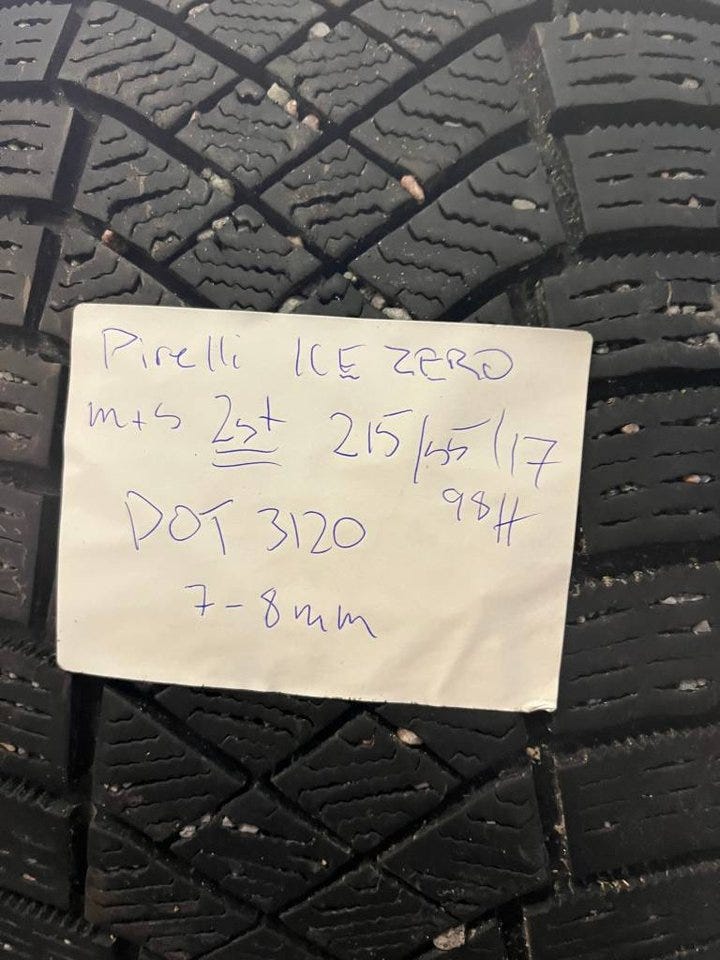 Pirelli ICE ZERO
m+s 2st 215/55/17
98H
DOT 3120
7-8mm